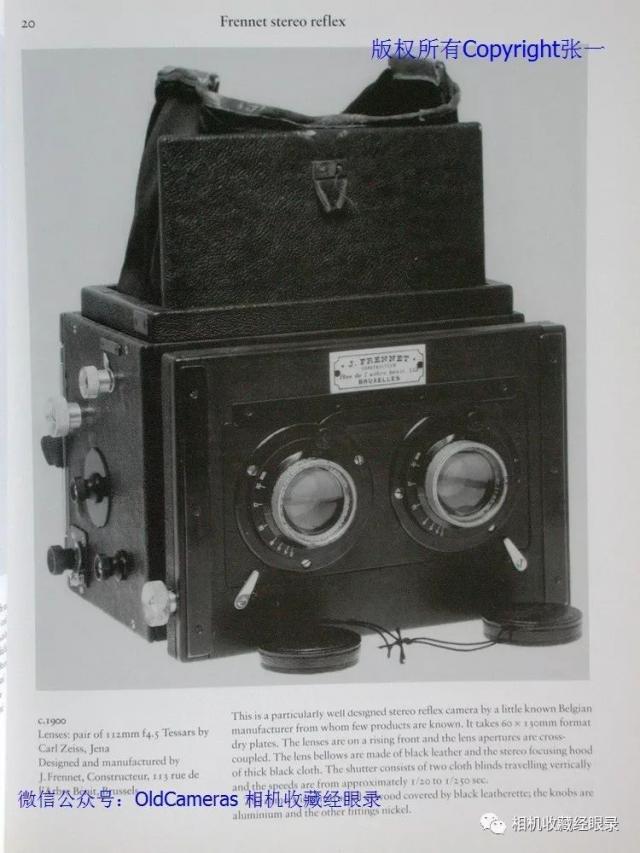 20
Frennet stereo reflex
版权所有Copyright张一
J. FRENNET
CONSTRUCTEUR
BRUXELLES
c.1900
Lenses: pair of 112mm f4.5 Tessars by
Carl Zeiss, Jena
Designed and manufactured by
J. Frennet, Constructeur, 113 rue de
l'Arbre Bénit, Brussels
This is a particularly well designed stereo reflex camera by a little known Belgian
manufacturer from whom few products are known. It takes 60 × 130mm format
dry plates. The lenses are on a rising front and the lens apertures are cross-
coupled. The lens bellows are made of black leather and the stereo focusing hood
of thick black cloth. The shutter consists of two cloth blinds travelling vertically
and the speeds are from approximately 1/20 to 1/250 sec.
wood covered by black leatherette; the knobs are
aluminium and the other fittings nickel.
微信公众号：OldCameras 相机收藏经眼录
相机收藏经眼录